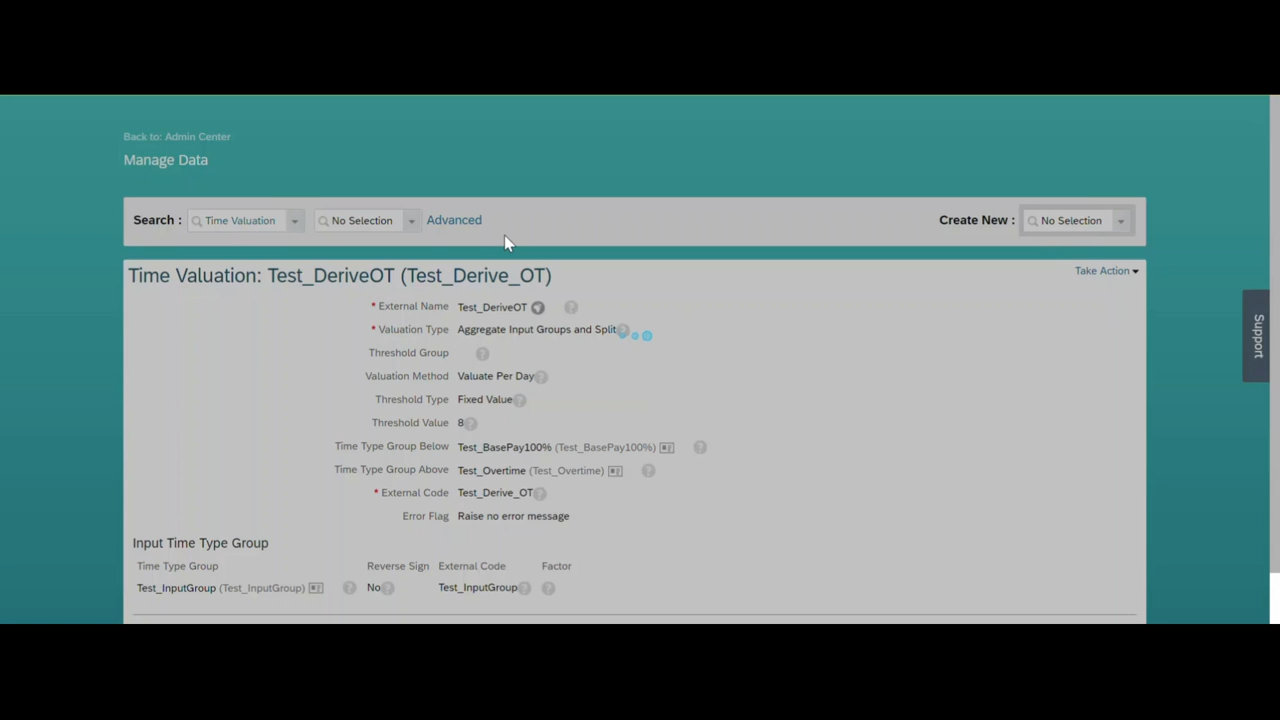 Back to: Admin Center
Manage Data
Search : Time Valuation No Selection Advanced Create New : No Selection
Time Valuation: Test_DeriveOT (Test_Derive_OT) Take Action
* External Name Test_DeriveOT
* Valuation Type Aggregate Input Groups and Split
Threshold Group
Valuation Method Valuate Per Day
Threshold Type Fixed Value
Threshold Value 8
Time Type Group Below Test_BasePay100% (Test_BasePay100%)
Time Type Group Above Test_Overtime (Test_Overtime)
* External Code Test_Derive_OT
Error Flag Raise no error message
Input Time Type Group
Time Type Group Reverse Sign External Code Factor
Test_InputGroup (Test_InputGroup) No Test_InputGroup
Support